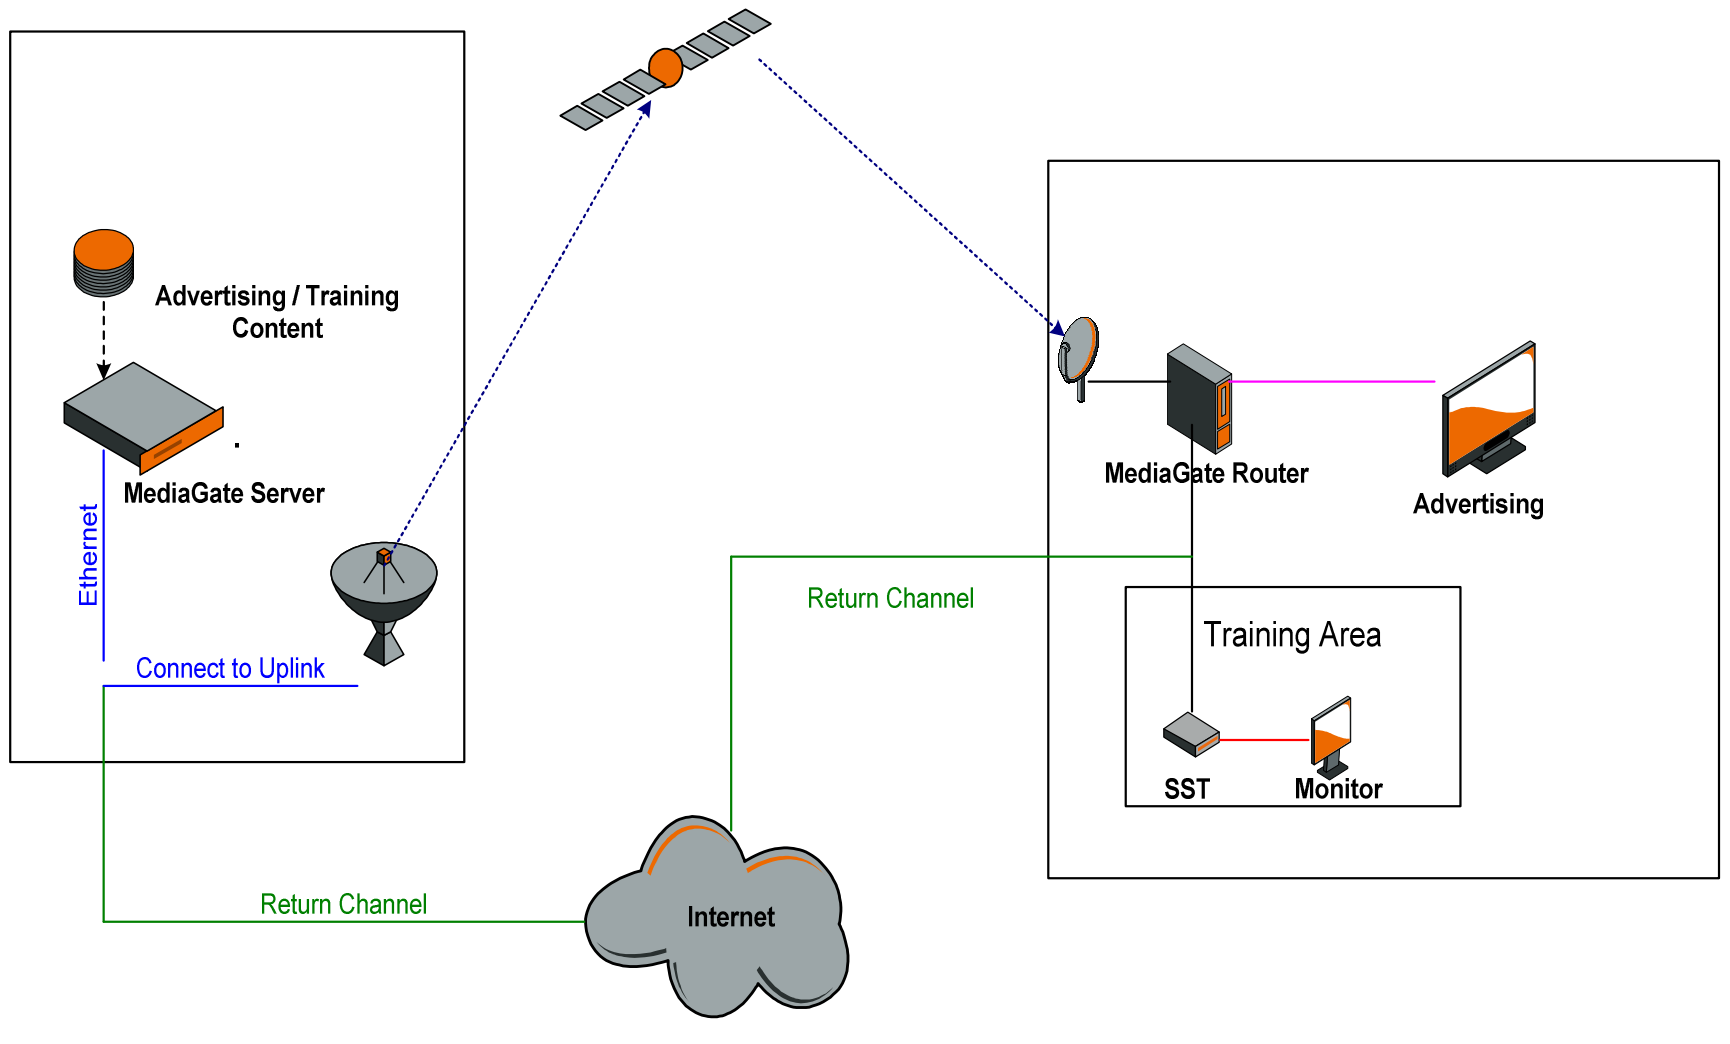 Advertising / Training
Content
MediaGate Server
Ethernet
Connect to Uplink
Return Channel
Internet
Return Channel
MediaGate Router
Advertising
Training Area
SST
Monitor